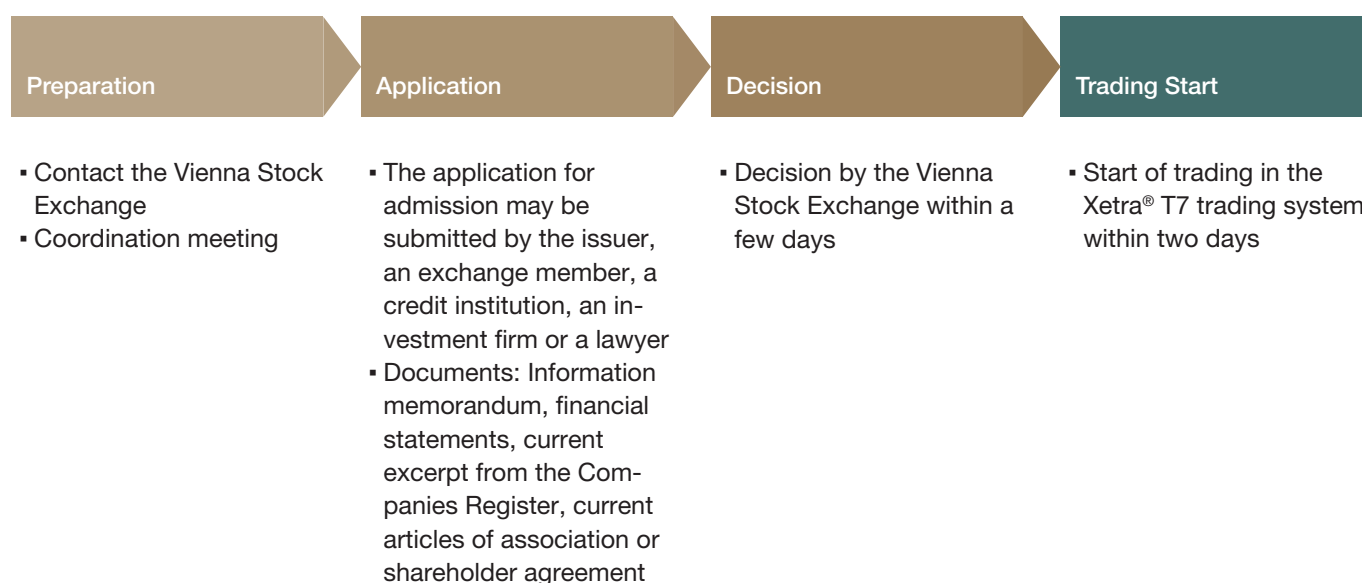 Preparation
▪ Contact the Vienna Stock
Exchange
▪ Coordination meeting
Application
▪ The application for
admission may be
submitted by the issuer,
an exchange member, a
credit institution, an in-
vestment firm or a lawyer
▪ Documents: Information
memorandum, financial
statements, current
excerpt from the Com-
panies Register, current
articles of association or
shareholder agreement
Decision
▪ Decision by the Vienna
Stock Exchange within a
few days
Trading Start
▪ Start of trading in the
Xetra® T7 trading system
within two days